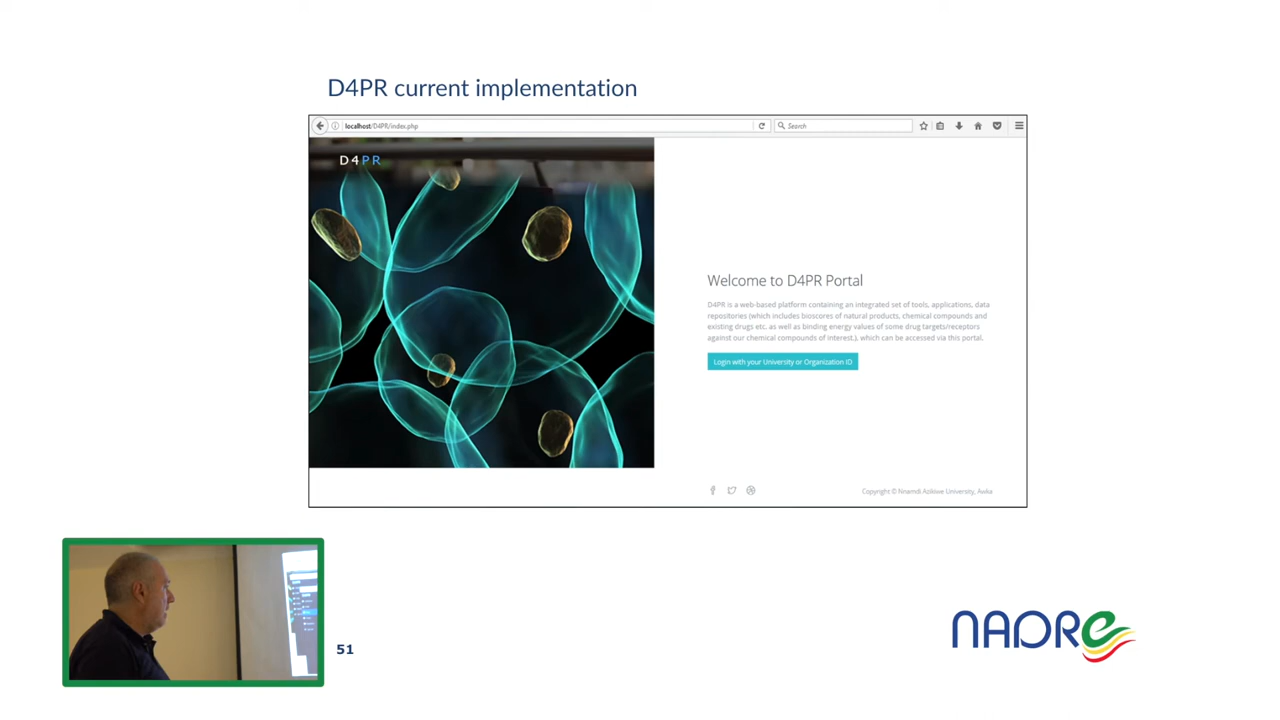 D4PR current implementation
localhost/D4PR/index.php
Search
D4PR
Welcome to D4PR Portal
D4PR is a web-based platform containing an integrated set of tools, applications, data
repositories (which includes bioscores of natural products, chemical compounds and
existing drugs etc. as well as binding energy values of some drug targets/receptors
against our chemical compounds of interest.), which can be accessed via this portal.
Login with your University or Organization ID
Copyright © Nnamdi Azikiwe University, Awka
51
NADRe